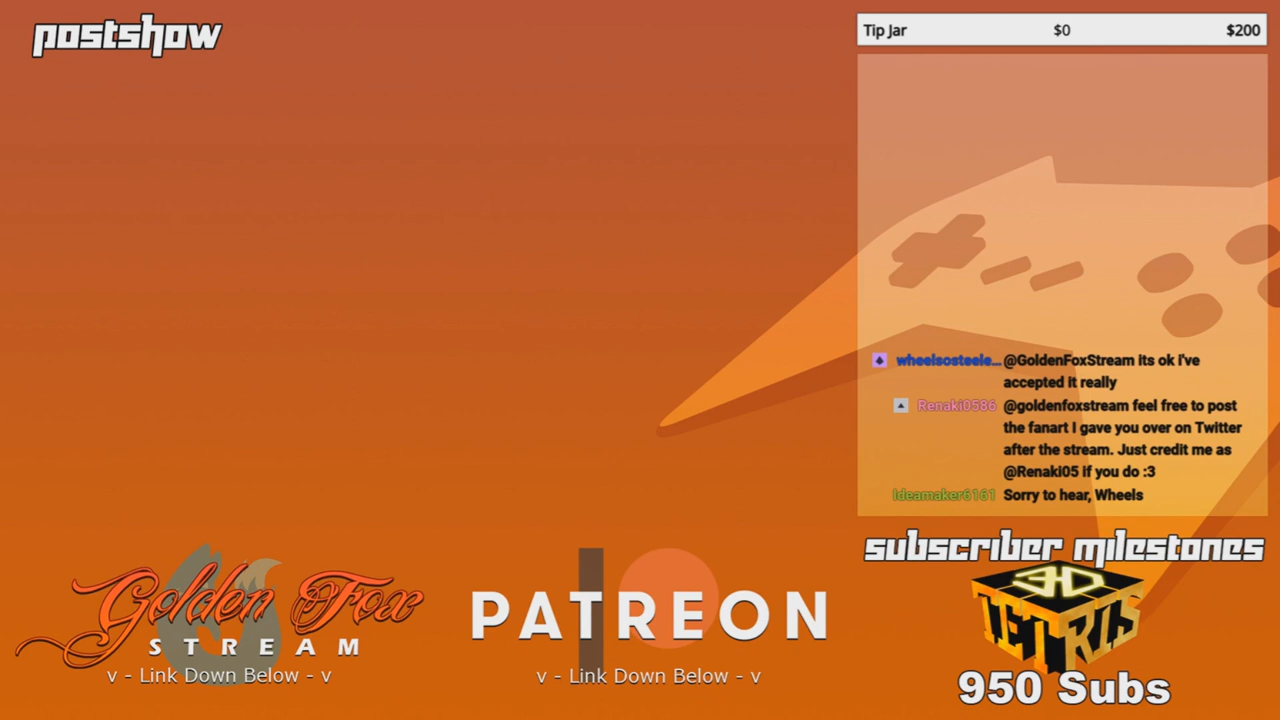 postshow
Tip Jar $0 $200
wheelsosteele... @GoldenFoxStream its ok i've
accepted it really
Renaki0586 @goldenfoxstream feel free to post
the fanart I gave you over on Twitter
after the stream. Just credit me as
@Renaki05 if you do :3
Ideamaker6161 Sorry to hear, Wheels
subscriber milestones
3D
TETRIS
950 Subs
Golden Fox
STREAM
v - Link Down Below - v
PATREON
v - Link Down Below - v